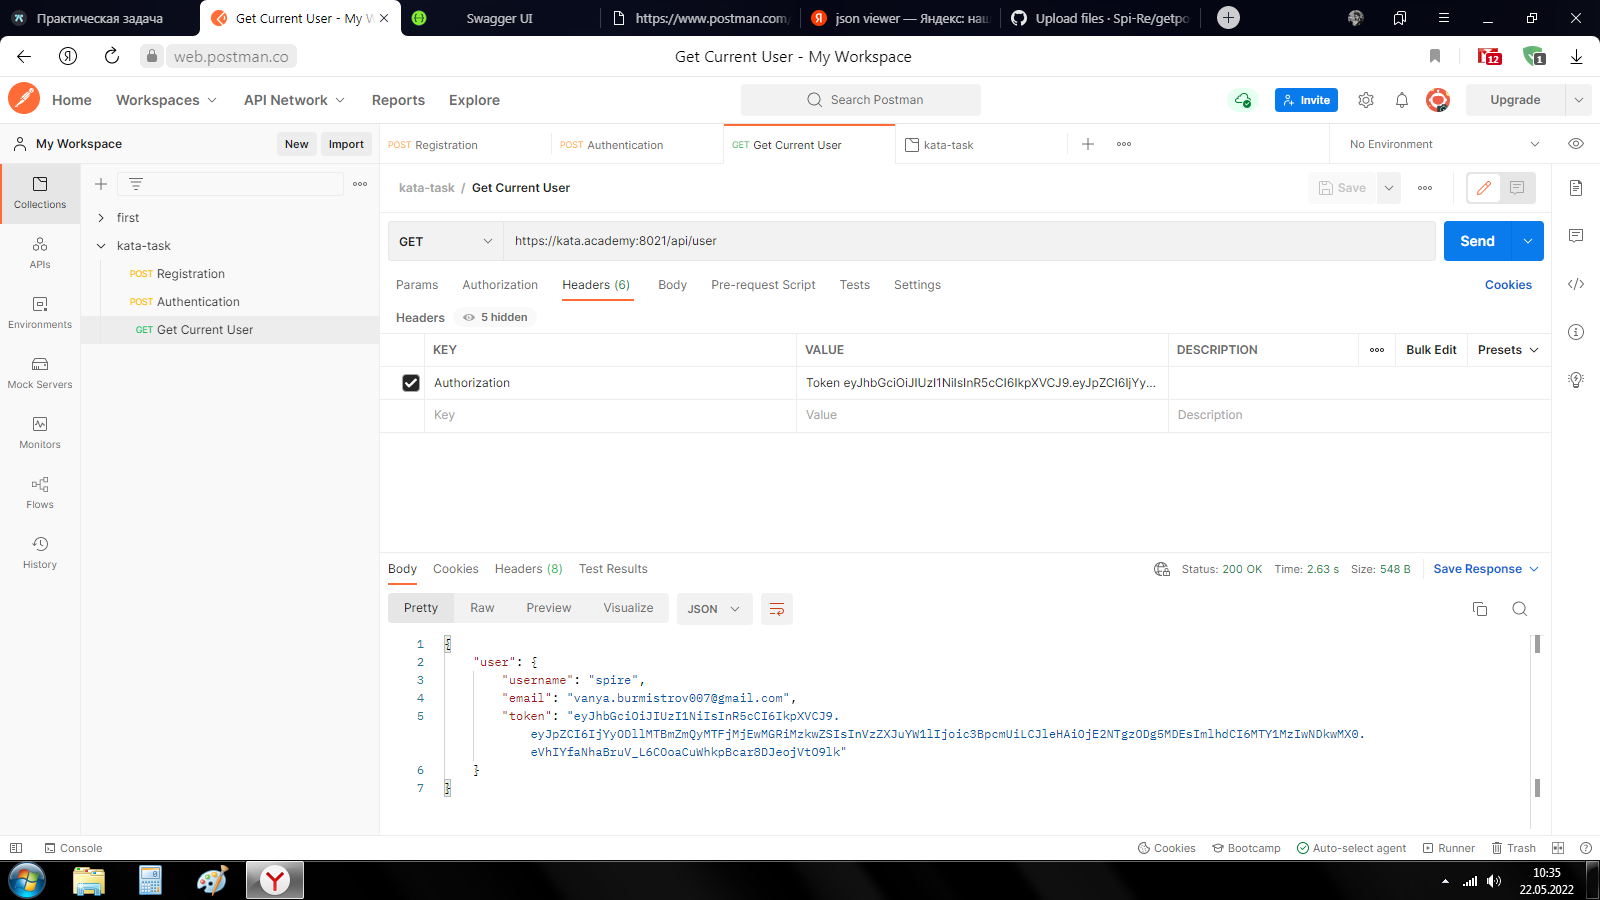 Практическая задача
Get Current User - My W
Swagger UI
https://www.postman.com/
json viewer — Яндекс: наш
Upload files · Spi-Re/getpo
web.postman.co
Get Current User - My Workspace
12
1
Home
Workspaces
API Network
Reports
Explore
Search Postman
Invite
Upgrade
My Workspace
New
Import
POST Registration
POST Authentication
GET Get Current User
kata-task
No Environment
Collections
APIs
Environments
Mock Servers
Monitors
Flows
History
first
kata-task
POST Registration
POST Authentication
GET Get Current User
kata-task / Get Current User
Save
GET
https://kata.academy:8021/api/user
Send
Params
Authorization
Headers (6)
Body
Pre-request Script
Tests
Settings
Cookies
Headers
5 hidden
KEY
VALUE
DESCRIPTION
Bulk Edit
Presets
Authorization
Token eyJhbGciOiJIUzI1NiIsInR5cCI6IkpXVCJ9.eyJpZCI6IjYy...
Key
Value
Description
Body
Cookies
Headers (8)
Test Results
Status: 200 OK
Time: 2.63 s
Size: 548 B
Save Response
Pretty
Raw
Preview
Visualize
JSON
1 {
2 "user": {
3 "username": "spire",
4 "email": "vanya.burmistrov007@gmail.com",
5 "token": "eyJhbGciOiJIUzI1NiIsInR5cCI6IkpXVCJ9.
eyJpZCI6IjYyODllMTBmZmQyMTFjMjEwMGRiMzkwZSIsInVzZXJuYW1lIjoic3BpcmUiLCJleHAiOjE2NTgzODg5MDEsImlhdCI6MTY1MzIwNDkwMX0.
eVhIYfaNhaBruV_L6COoaCuWhkpBcar8DJeojVtO9lk"
6 }
7 }
Console
Cookies
Bootcamp
Auto-select agent
Runner
Trash
10:35
22.05.2022